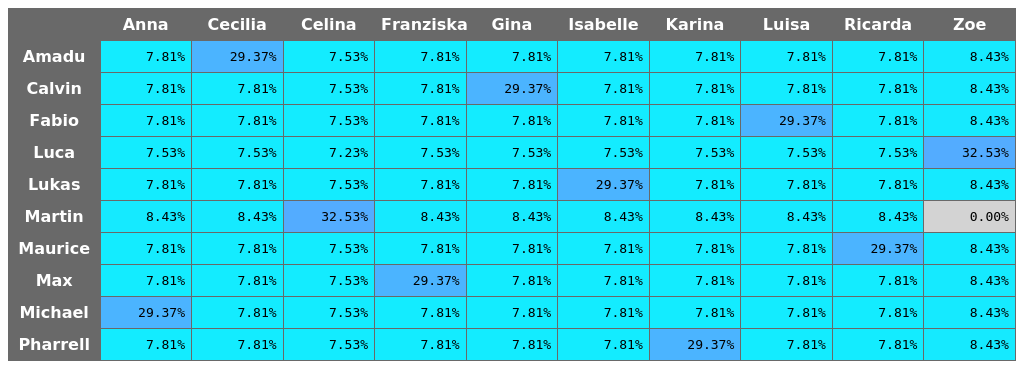 Anna Cecilia Celina Franziska Gina Isabelle Karina Luisa Ricarda Zoe
Amadu 7.81% 29.37% 7.53% 7.81% 7.81% 7.81% 7.81% 7.81% 7.81% 8.43%
Calvin 7.81% 7.81% 7.53% 7.81% 29.37% 7.81% 7.81% 7.81% 7.81% 8.43%
Fabio 7.81% 7.81% 7.53% 7.81% 7.81% 7.81% 7.81% 29.37% 7.81% 8.43%
Luca 7.53% 7.53% 7.23% 7.53% 7.53% 7.53% 7.53% 7.53% 7.53% 32.53%
Lukas 7.81% 7.81% 7.53% 7.81% 7.81% 29.37% 7.81% 7.81% 7.81% 8.43%
Martin 8.43% 8.43% 32.53% 8.43% 8.43% 8.43% 8.43% 8.43% 8.43% 0.00%
Maurice 7.81% 7.81% 7.53% 7.81% 7.81% 7.81% 7.81% 7.81% 29.37% 8.43%
Max 7.81% 7.81% 7.53% 29.37% 7.81% 7.81% 7.81% 7.81% 7.81% 8.43%
Michael 29.37% 7.81% 7.53% 7.81% 7.81% 7.81% 7.81% 7.81% 7.81% 8.43%
Pharrell 7.81% 7.81% 7.53% 7.81% 7.81% 7.81% 29.37% 7.81% 7.81% 8.43%